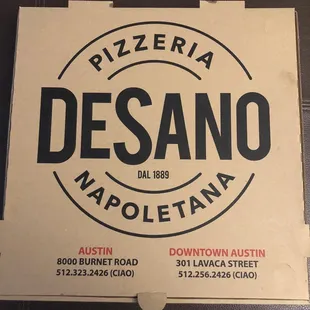 PIZZERIA
DESANO
DAL 1889
NAPOLETANA
AUSTIN
8000 BURNET ROAD
512.323.2426 (CIAO)
DOWNTOWN AUSTIN
301 LAVACA STREET
512.256.2426 (CIAO)